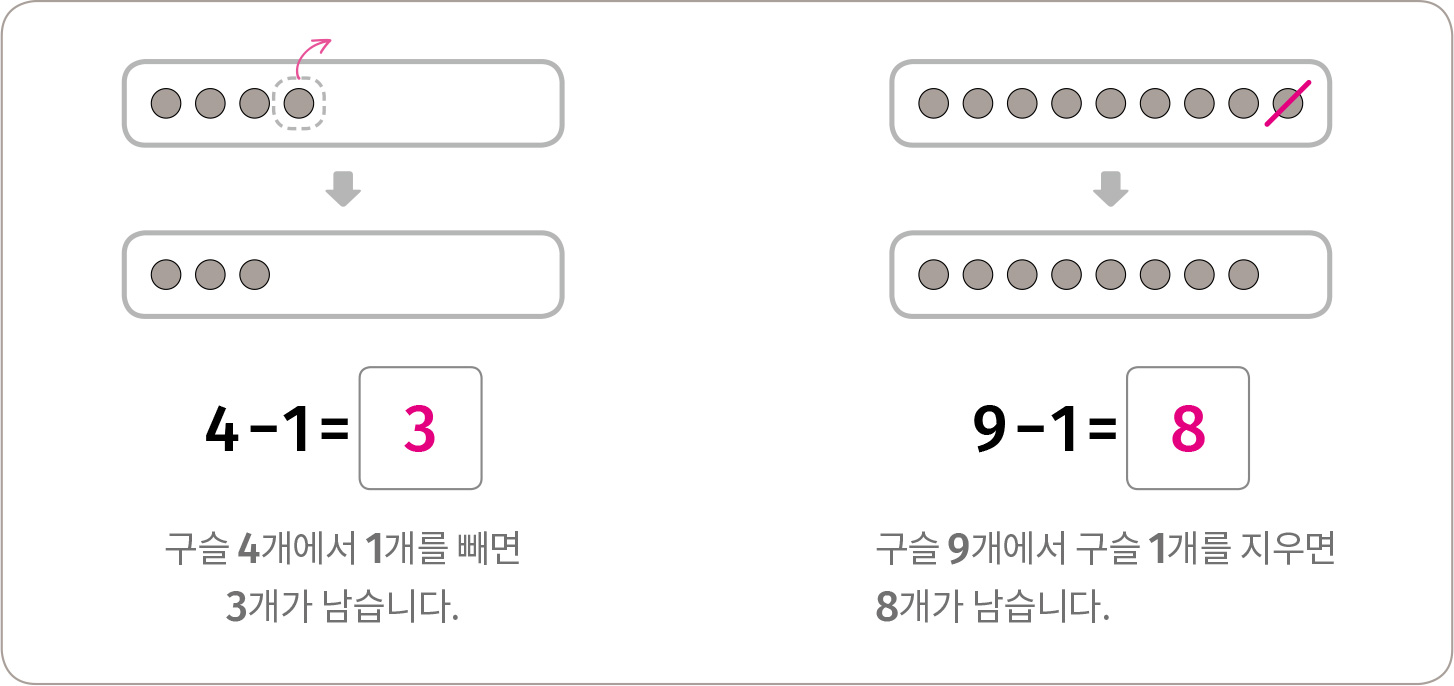 4-1= 3
구슬 4개에서 1개를 빼면
3개가 남습니다.
9-1= 8
구슬 9개에서 구슬 1개를 지우면
8개가 남습니다.